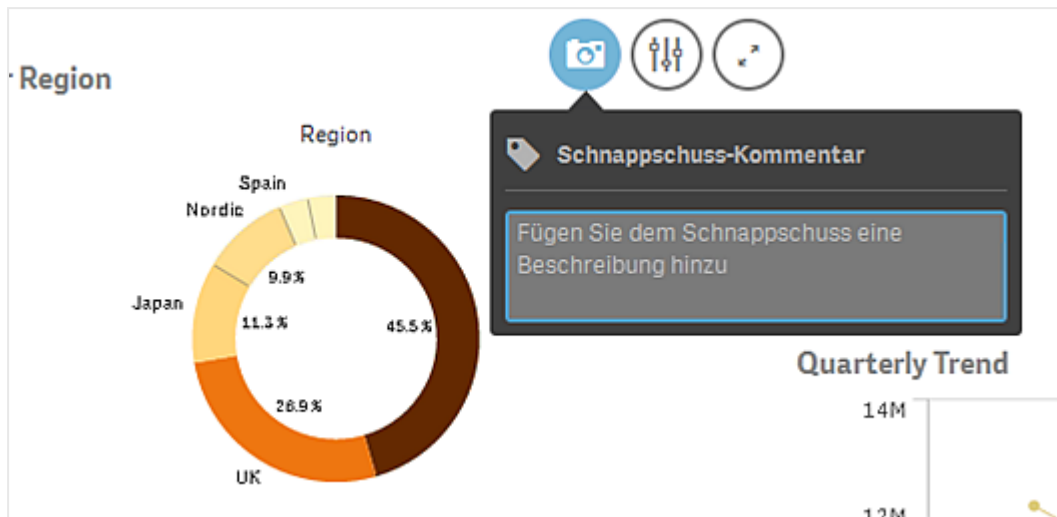 Region
Region
Spain
Nordic
9.9%
Japan
11.3%
45.5%
26.9%
UK
Schnappschuss-Kommentar
Fügen Sie dem Schnappschuss eine
Beschreibung hinzu
Quarterly Trend
14M
12M